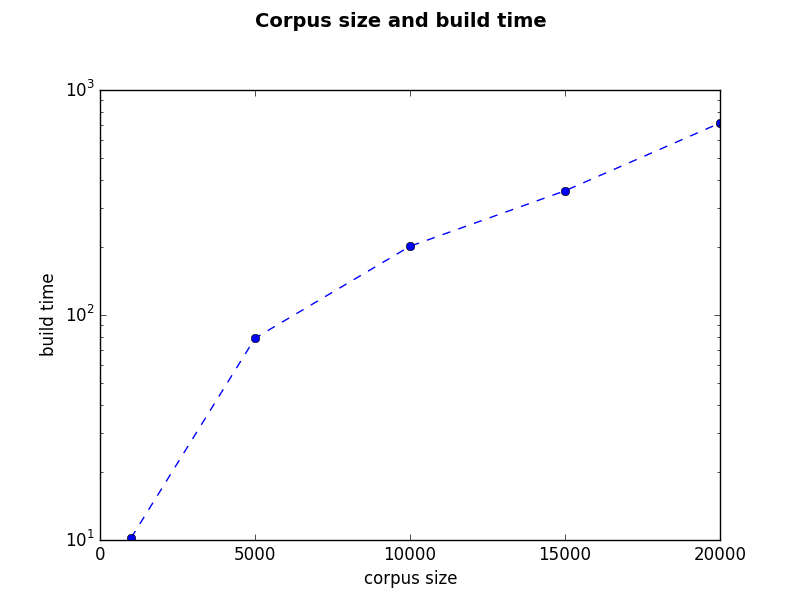 Corpus size and build time
10³
10²
10¹
build time
0 5000 10000 15000 20000
corpus size